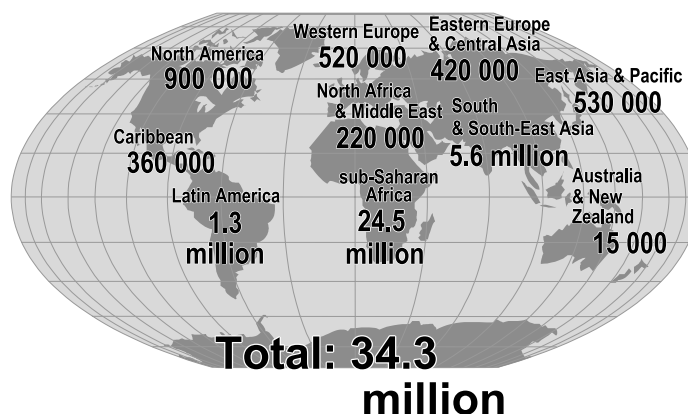 North America
900 000
Western Europe
520 000
Eastern Europe
& Central Asia
420 000
East Asia & Pacific
530 000
Caribbean
360 000
North Africa
& Middle East
220 000
South
& South-East Asia
5.6 million
Latin America
1.3
million
sub-Saharan
Africa
24.5
million
Australia
& New
Zealand
15 000
Total: 34.3
million